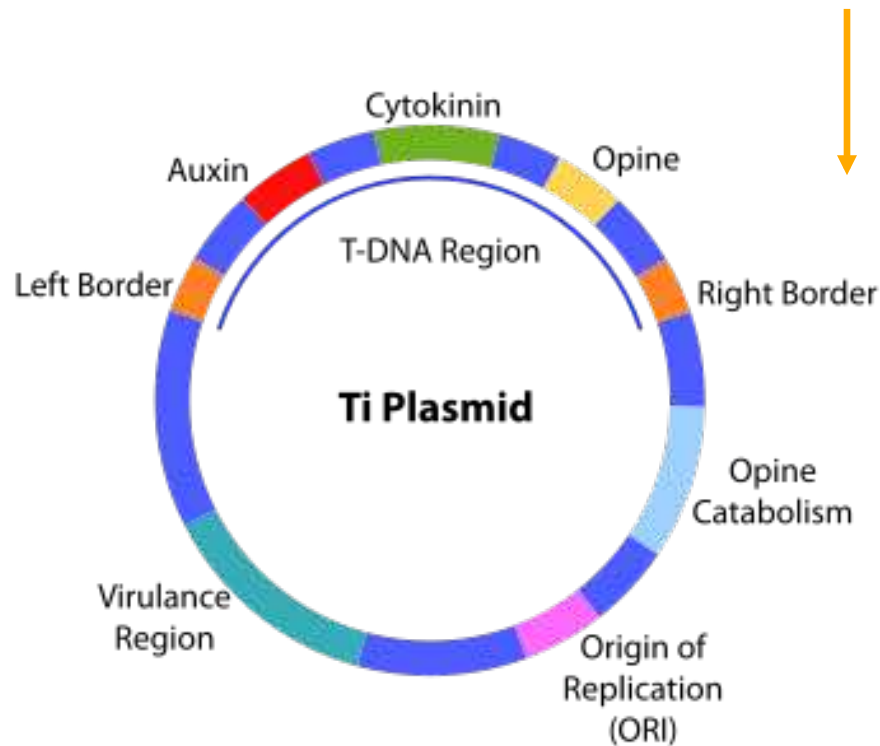 Cytokinin
Auxin
Opine
T-DNA Region
Left Border
Right Border
Ti Plasmid
Opine
Catabolism
Virulance
Region
Origin of
Replication
(ORI)